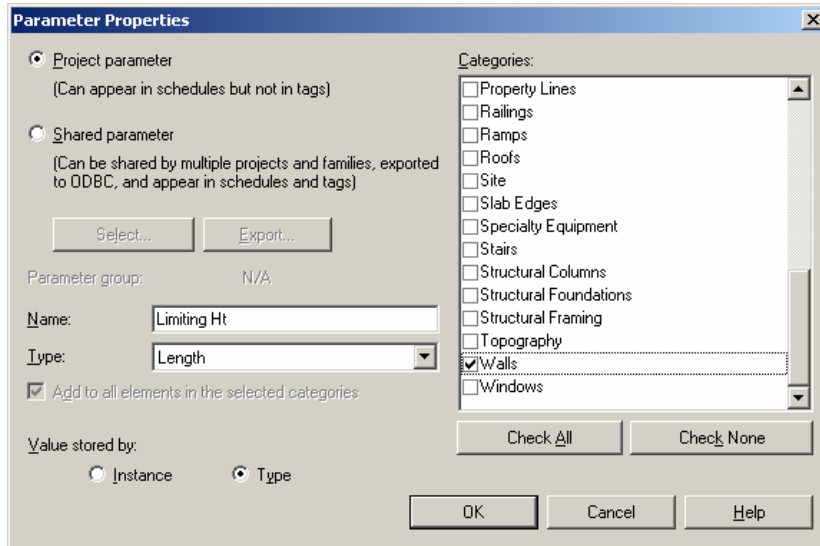 Parameter Properties
Project parameter
(Can appear in schedules but not in tags)
Shared parameter
(Can be shared by multiple projects and families, exported
to ODBC, and appear in schedules and tags)
Select...
Export...
Parameter group:
N/A
Name:
Limiting Ht
Type:
Length
Add to all elements in the selected categories
Value stored by:
Instance
Type
Categories:
Property Lines
Railings
Ramps
Roofs
Site
Slab Edges
Specialty Equipment
Stairs
Structural Columns
Structural Foundations
Structural Framing
Topography
Walls
Windows
Check All
Check None
OK
Cancel
Help